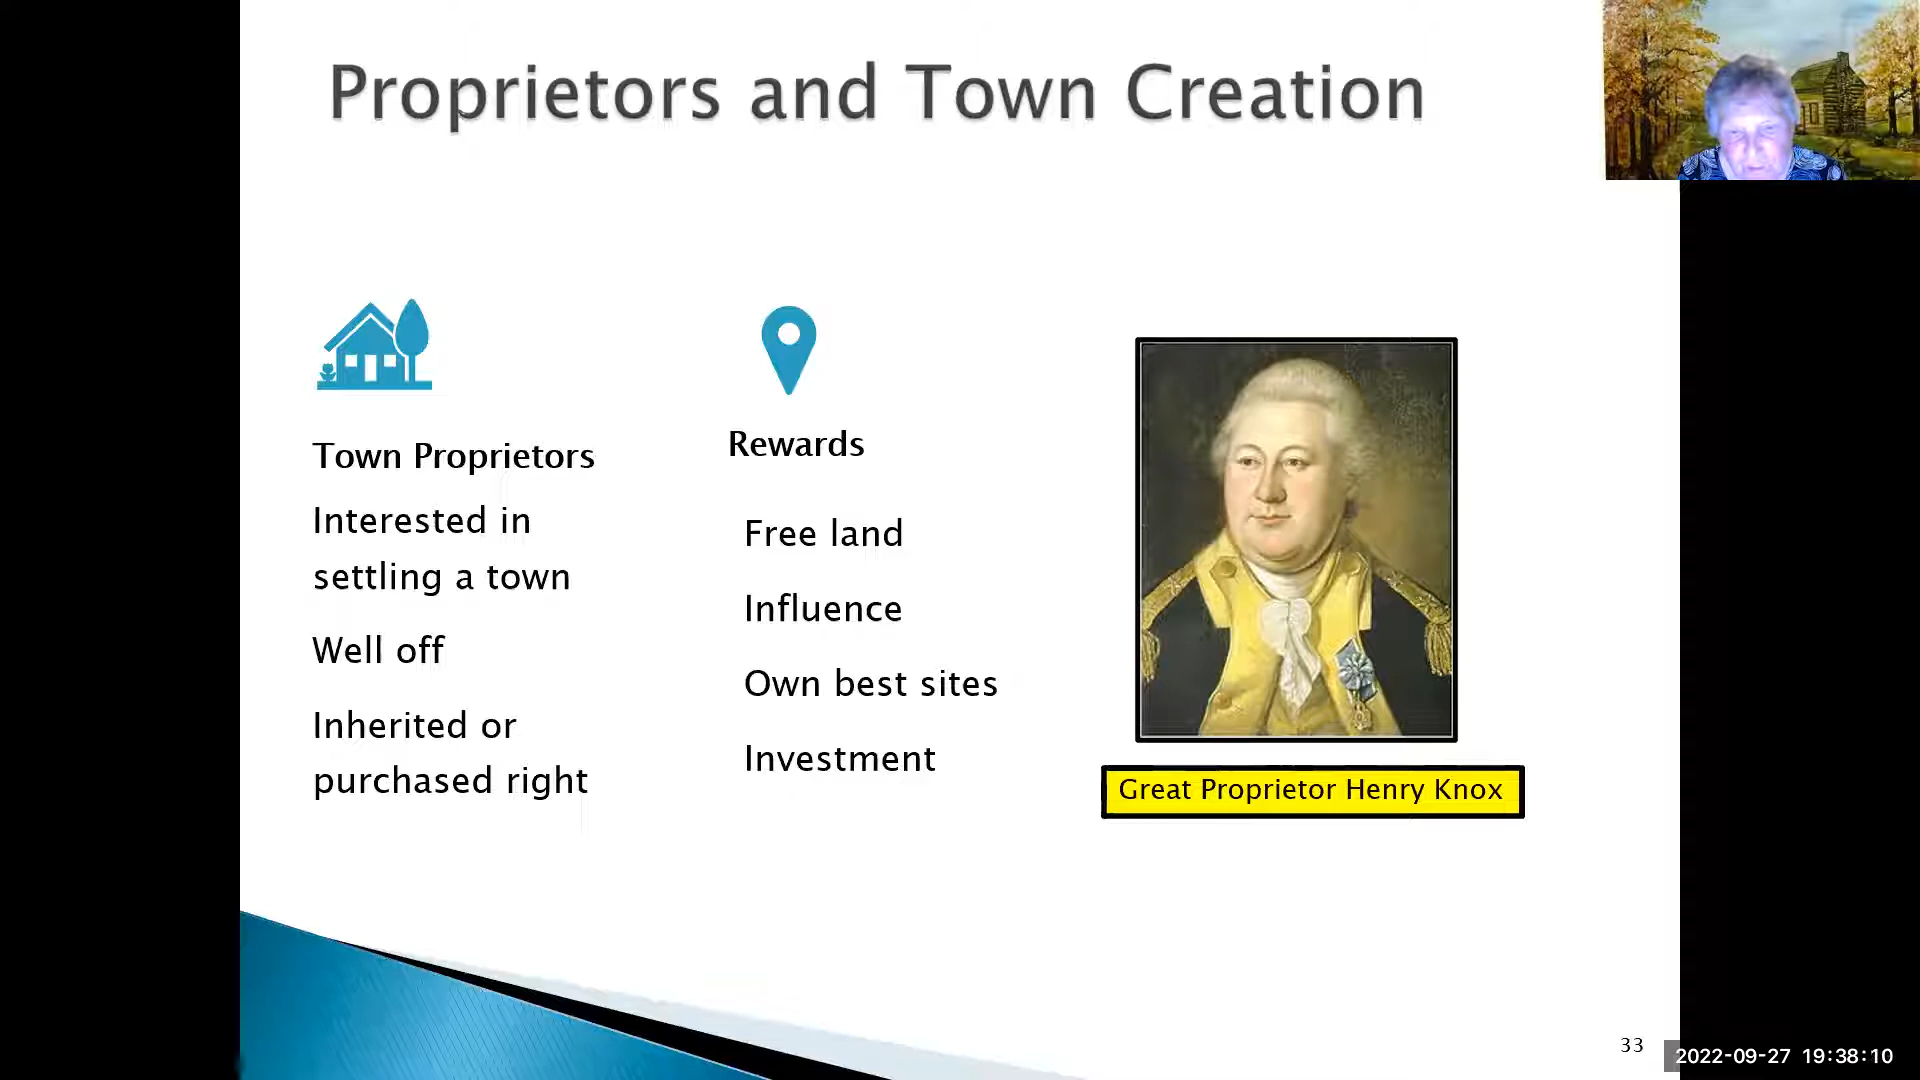 Proprietors and Town Creation
Town Proprietors
Interested in
settling a town
Well off
Inherited or
purchased right
Rewards
Free land
Influence
Own best sites
Investment
Great Proprietor Henry Knox
33
2022-09-27 19:38:10